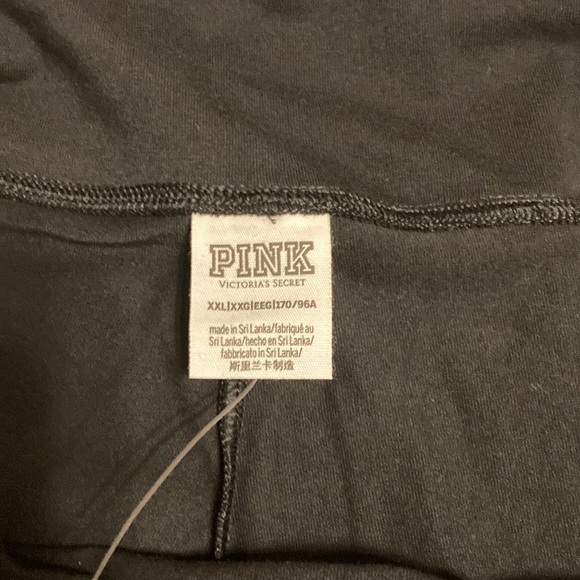 PINK
VICTORIA'S SECRET
XXL|XXG|EEG|170/96A
made in Sri Lanka/fabriqué au
Sri Lanka/hecho en Sri Lanka/
fabbricato in Sri Lanka/
斯里兰卡制造